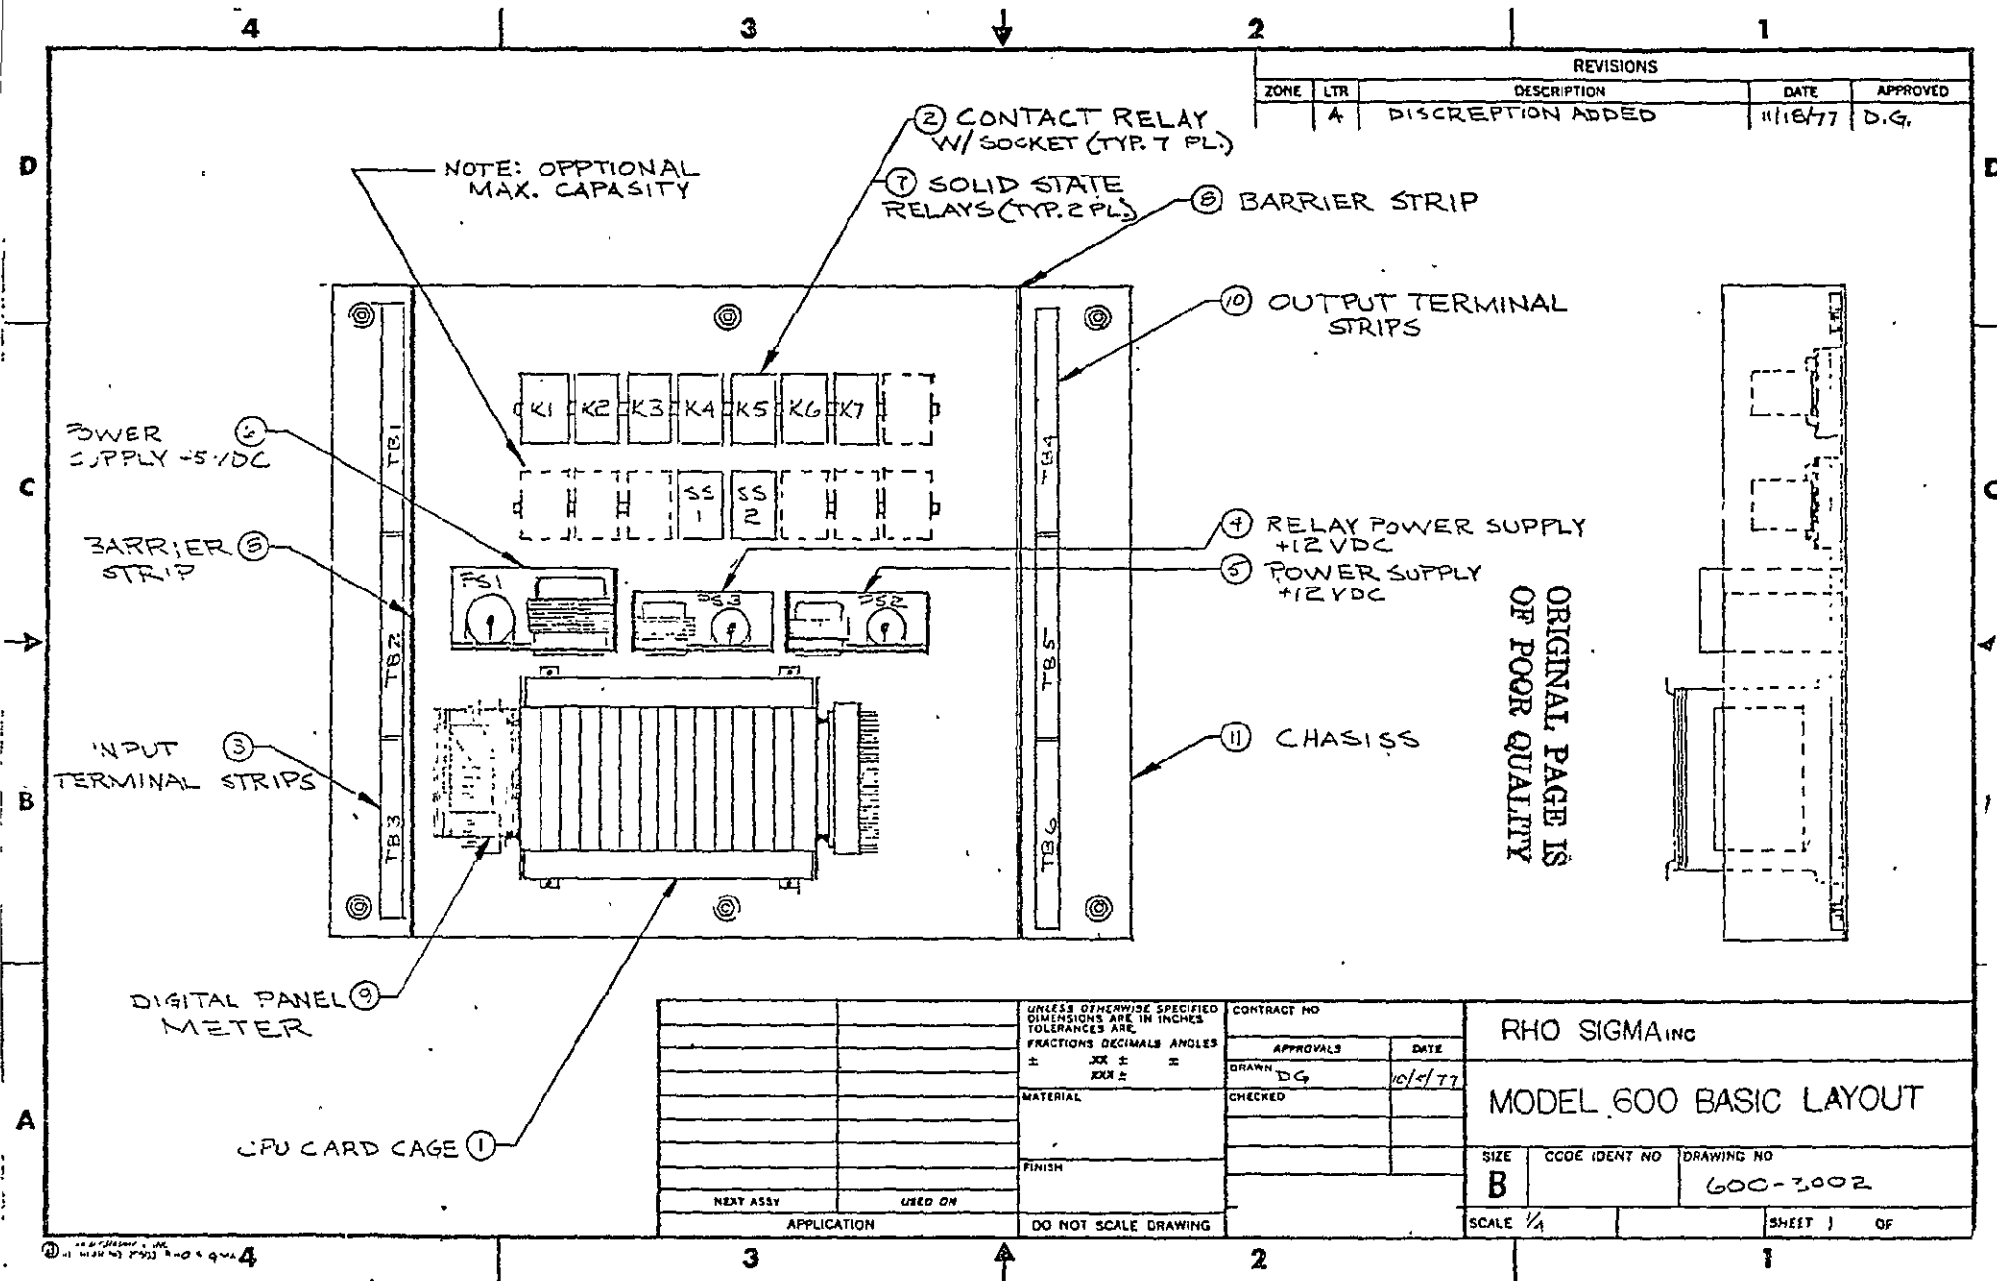 4 3 2 1
REVISIONS
ZONE LTR DESCRIPTION DATE APPROVED
A DISCREPTION ADDED 11/18/77 D.G.
D D
2 CONTACT RELAY
W/ SOCKET (TYP. 7 PL.)
NOTE: OPPTIONAL
MAX. CAPASITY
7 SOLID STATE
RELAYS (TYP. 2 PL.)
8 BARRIER STRIP
10 OUTPUT TERMINAL
STRIPS
K1 K2 K3 K4 K5 K6 K7
TB1
TB4
POWER 6
SUPPLY +5VDC
C C
SS
1
SS
2
4 RELAY POWER SUPPLY
+12 VDC
BARRIER 8
STRIP
5 POWER SUPPLY
+12 VDC
PS1
PS3
PS2
TB2
TB5
ORIGINAL PAGE IS
OF POOR QUALITY
INPUT 3
TERMINAL STRIPS
11 CHASISS
B
TB3
TB6
DIGITAL PANEL 9
METER
CPU CARD CAGE 1
A
UNLESS OTHERWISE SPECIFIED
DIMENSIONS ARE IN INCHES
TOLERANCES ARE
FRACTIONS DECIMALS ANGLES
± .XX ± ±
.XXX ±
MATERIAL
FINISH
NEXT ASSY USED ON
APPLICATION
DO NOT SCALE DRAWING
CONTRACT NO
APPROVALS DATE
DRAWN DG 10/5/77
CHECKED
RHO SIGMA INC
MODEL 600 BASIC LAYOUT
SIZE
B
CODE IDENT NO
DRAWING NO
600-3002
SCALE 1/4
SHEET 1 OF
4 3 2 1